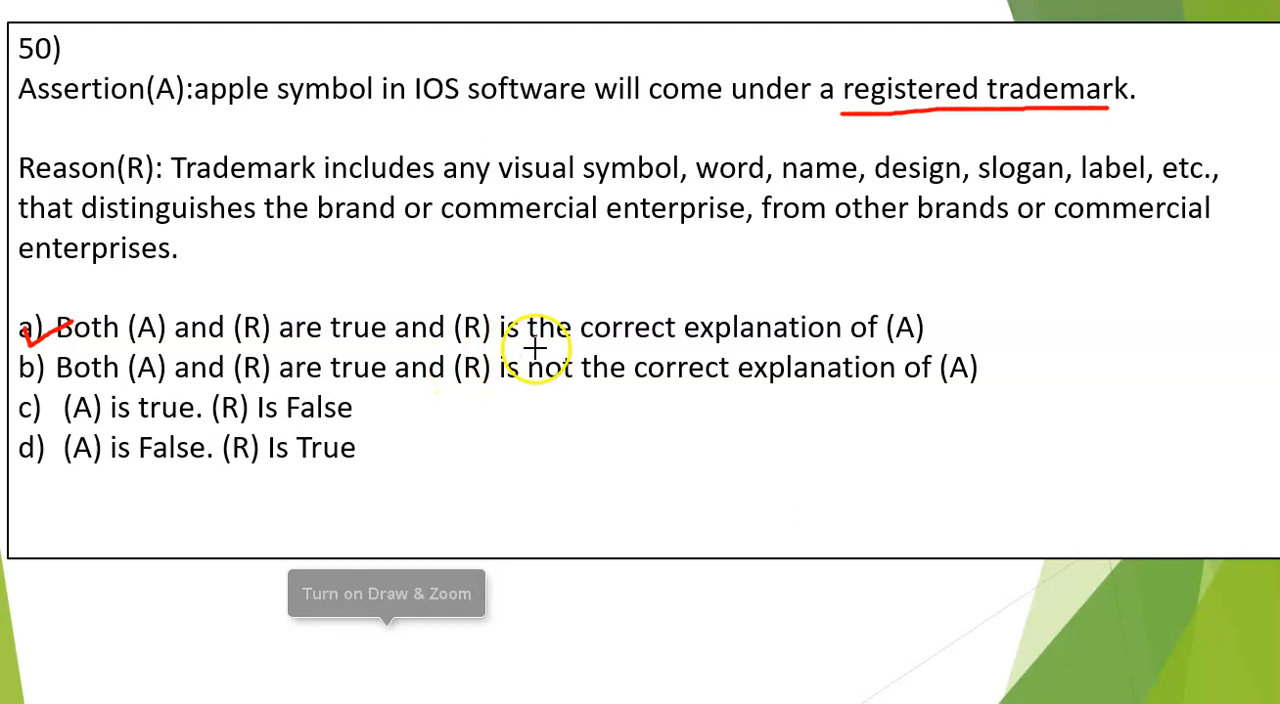 50)
Assertion(A):apple symbol in IOS software will come under a registered trademark.
Reason(R): Trademark includes any visual symbol, word, name, design, slogan, label, etc.,
that distinguishes the brand or commercial enterprise, from other brands or commercial
enterprises.
a) Both (A) and (R) are true and (R) is the correct explanation of (A)
b) Both (A) and (R) are true and (R) is not the correct explanation of (A)
c) (A) is true. (R) Is False
d) (A) is False. (R) Is True
Turn on Draw & Zoom